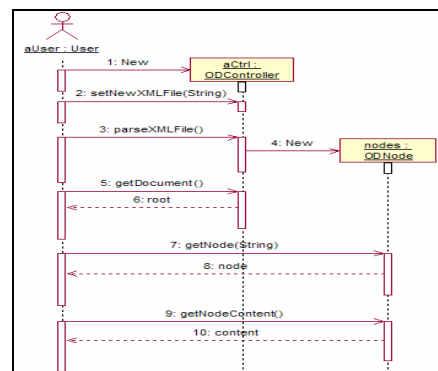 aUser : User
1: New
aCtrl :
ODController
2: setNewXMLFile(String)
3: parseXMLFile()
4: New
nodes :
ODNode
5: getDocument()
6: root
7: getNode(String)
8: node
9: getNodeContent()
10: content